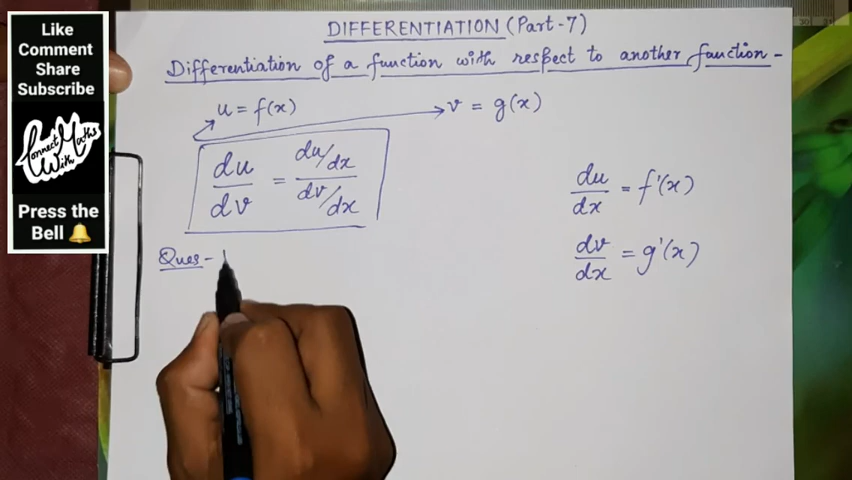 Like
Comment
Share
Subscribe
Connect
With
Maths
Press the
Bell 🔔
DIFFERENTIATION (Part-7)
Differentiation of a function with respect to another function -
u = f(x) v = g(x)
du/dv = (du/dx)/(dv/dx)
du/dx = f'(x)
dv/dx = g'(x)
Ques -